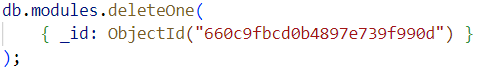 db.modules.deleteOne(
{ _id: ObjectId("660c9fbcd0b4897e739f990d") }
);